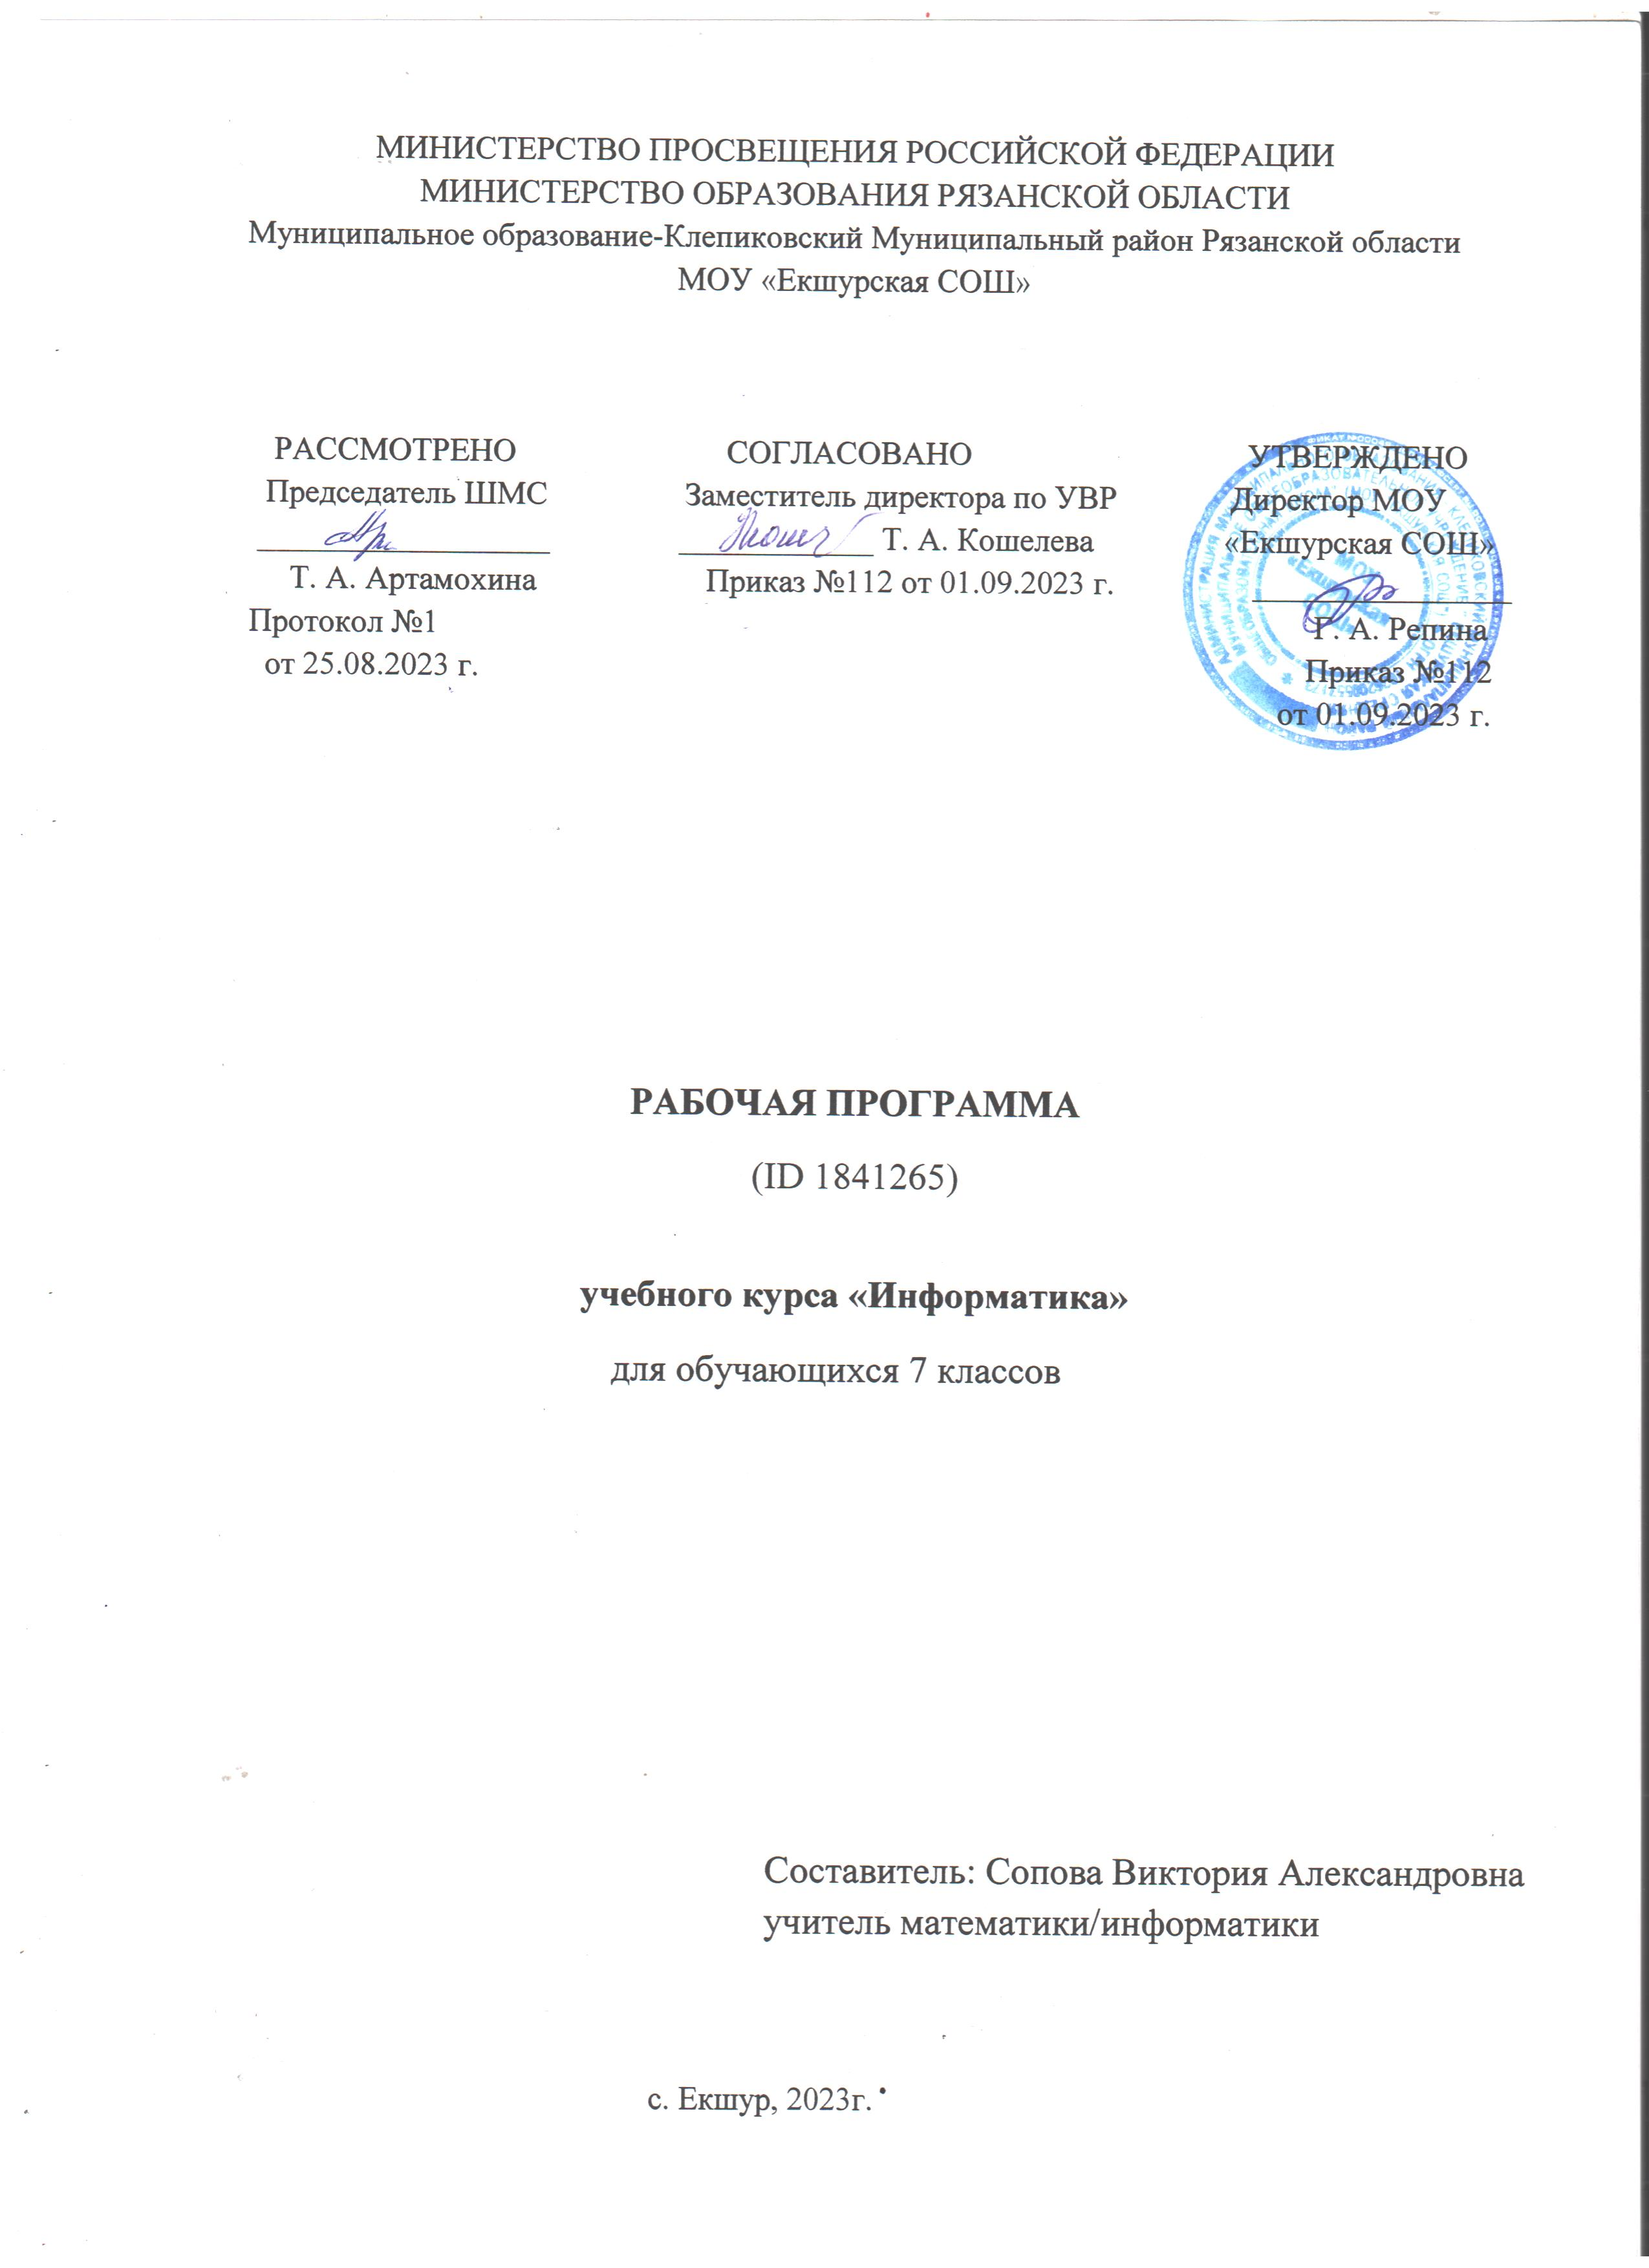 МИНИСТЕРСТВО ПРОСВЕЩЕНИЯ РОССИЙСКОЙ ФЕДЕРАЦИИ
МИНИСТЕРСТВО ОБРАЗОВАНИЯ РЯЗАНСКОЙ ОБЛАСТИ
Муниципальное образование-Клепиковский Муниципальный район Рязанской области
МОУ «Екшурская СОШ»
РАССМОТРЕНО
Председатель ШМС
Т. А. Артамохина
Протокол №1
от 25.08.2023 г.
СОГЛАСОВАНО
Заместитель директора по УВР
Т. А. Кошелева
Приказ №112 от 01.09.2023 г.
УТВЕРЖДЕНО
Директор МОУ
«Екшурская СОШ»
Г. А. Репина
Приказ №112
от 01.09.2023 г.
МОУ
«Екшурская
СОШ»
РАБОЧАЯ ПРОГРАММА
(ID 1841265)
учебного курса «Информатика»
для обучающихся 7 классов
Составитель: Сопова Виктория Александровна
учитель математики/информатики
с. Екшур, 2023г.